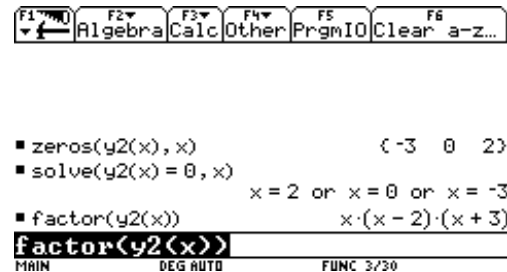 F1 F2 F3 F4 F5 F6
Algebra Calc Other PrgmIO Clear a-z…
▪ zeros(y2(x),x) {-3 0 2}
▪ solve(y2(x)=0,x)
x=2 or x=0 or x=-3
▪ factor(y2(x)) x·(x-2)·(x+3)
factor(y2(x))
MAIN DEG AUTO FUNC 3/30